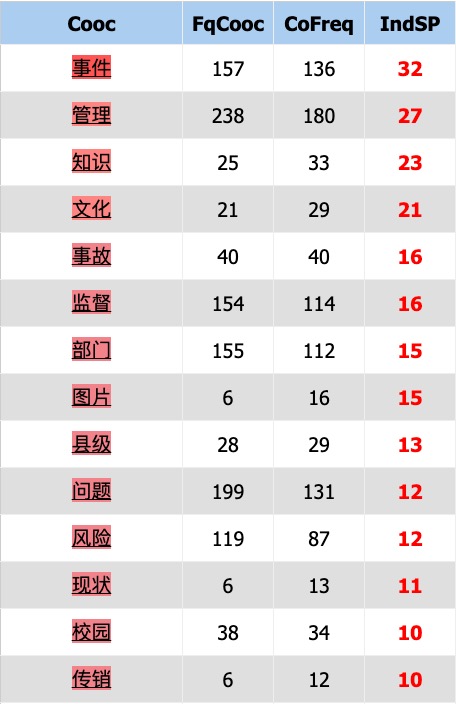 Cooc FqCooc CoFreq IndSP
事件 157 136 32
管理 238 180 27
知识 25 33 23
文化 21 29 21
事故 40 40 16
监督 154 114 16
部门 155 112 15
图片 6 16 15
县级 28 29 13
问题 199 131 12
风险 119 87 12
现状 6 13 11
校园 38 34 10
传销 6 12 10